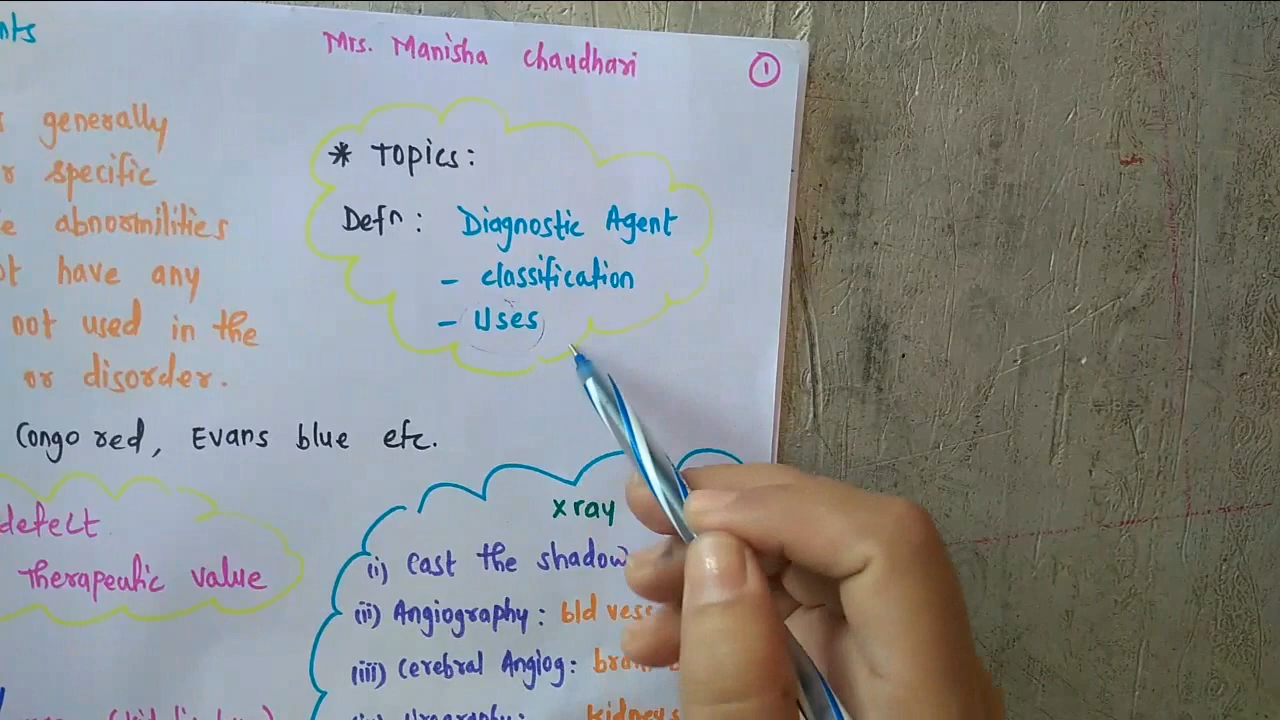 Mrs. Manisha Chaudhari 1
generally
specific
abnormilities
have any
not used in the
or disorder.
* Topics:
Defn: Diagnostic Agent
- classification
- Uses
Congo red, Evans blue etc.
defect
Therapeutic value
x ray
(i) cast the shadow
(ii) Angiography: bld
(iii) Cerebral Angiog:
kidneys